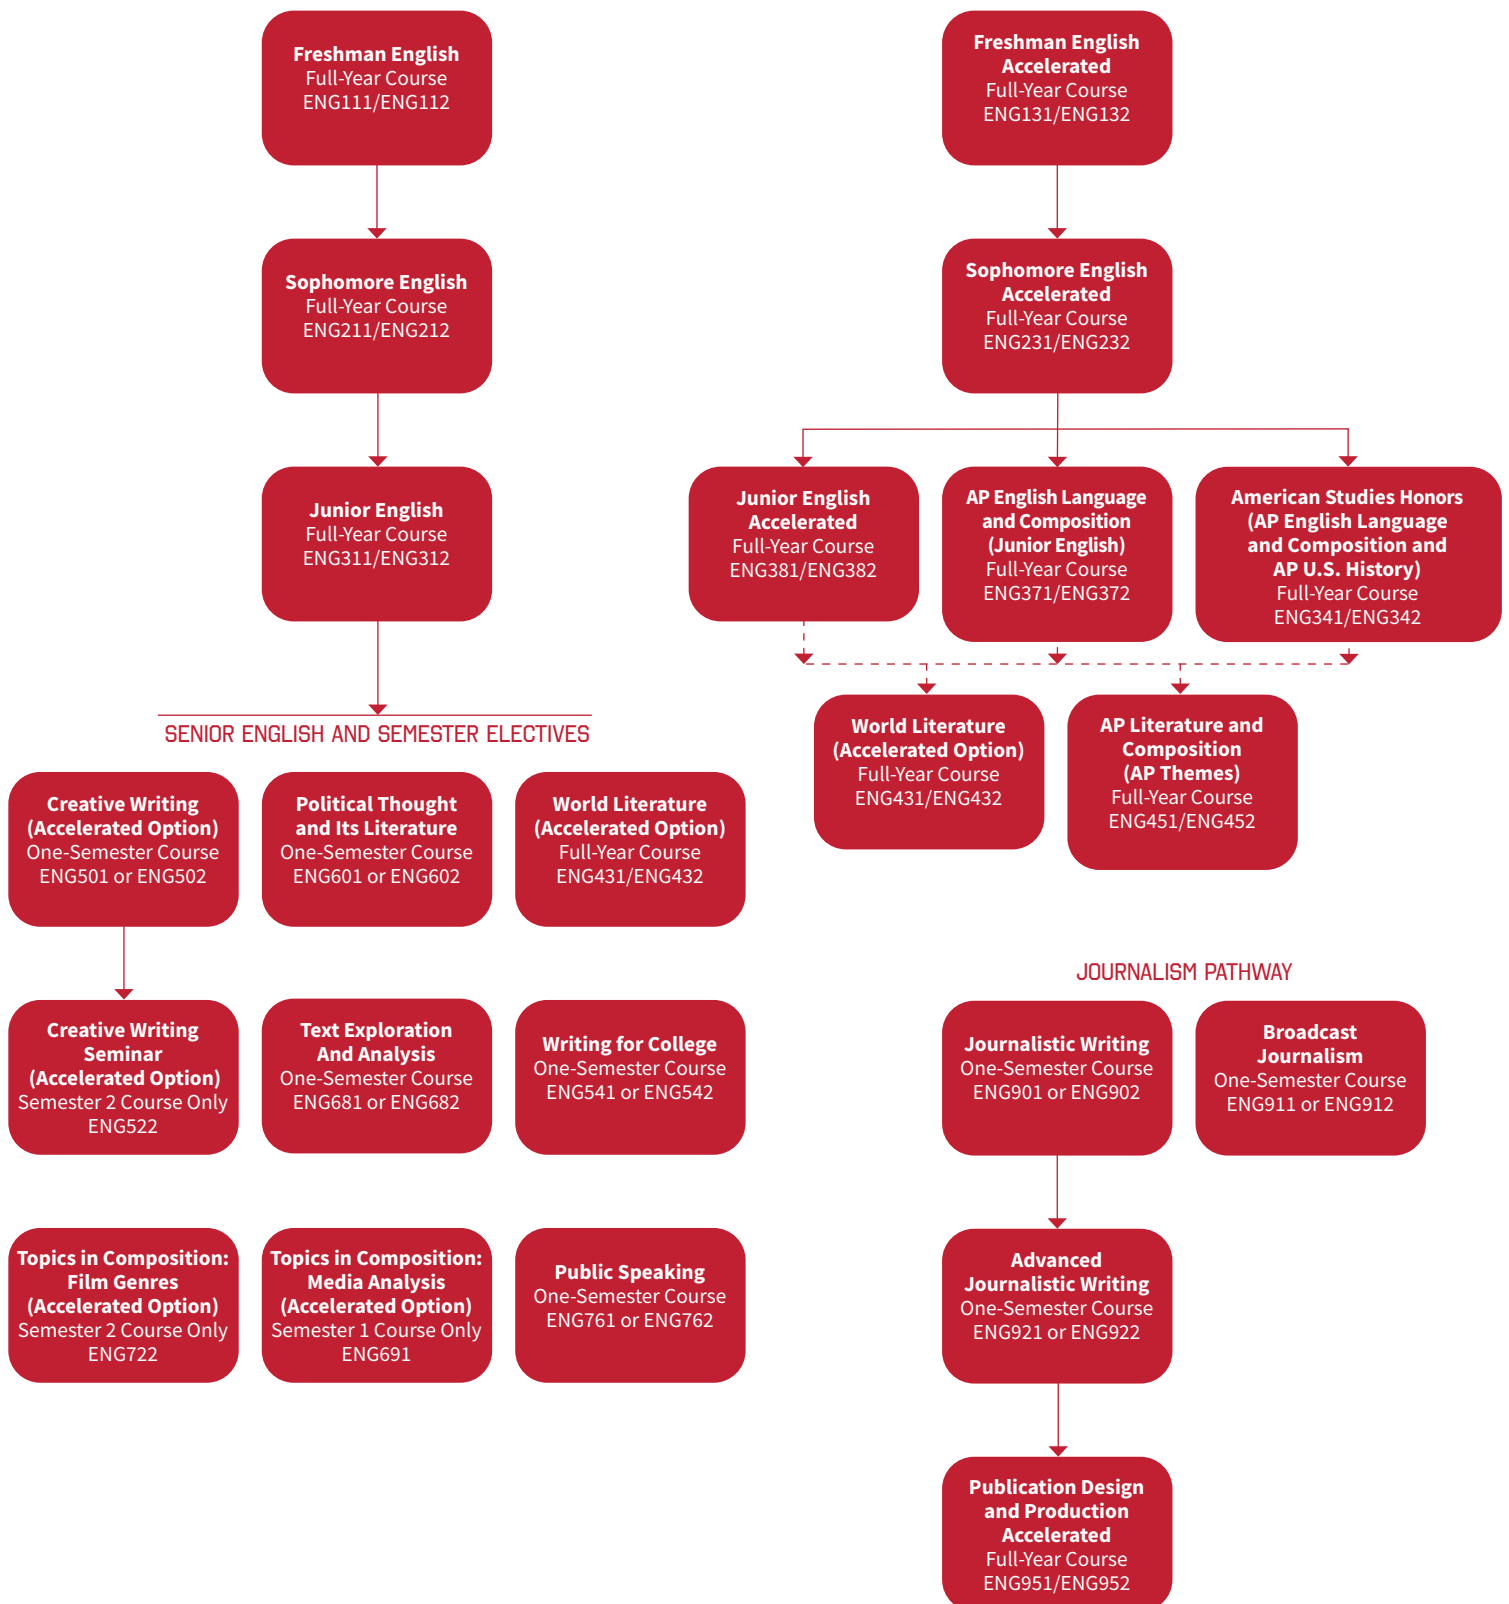 Freshman English
Full-Year Course
ENG111/ENG112
Freshman English
Accelerated
Full-Year Course
ENG131/ENG132
Sophomore English
Full-Year Course
ENG211/ENG212
Sophomore English
Accelerated
Full-Year Course
ENG231/ENG232
Junior English
Full-Year Course
ENG311/ENG312
Junior English
Accelerated
Full-Year Course
ENG381/ENG382
AP English Language
and Composition
(Junior English)
Full-Year Course
ENG371/ENG372
American Studies Honors
(AP English Language
and Composition and
AP U.S. History)
Full-Year Course
ENG341/ENG342
World Literature
(Accelerated Option)
Full-Year Course
ENG431/ENG432
AP Literature and
Composition
(AP Themes)
Full-Year Course
ENG451/ENG452
SENIOR ENGLISH AND SEMESTER ELECTIVES
Creative Writing
(Accelerated Option)
One-Semester Course
ENG501 or ENG502
Political Thought
and Its Literature
One-Semester Course
ENG601 or ENG602
World Literature
(Accelerated Option)
Full-Year Course
ENG431/ENG432
Creative Writing
Seminar
(Accelerated Option)
Semester 2 Course Only
ENG522
Text Exploration
And Analysis
One-Semester Course
ENG681 or ENG682
Writing for College
One-Semester Course
ENG541 or ENG542
Topics in Composition:
Film Genres
(Accelerated Option)
Semester 2 Course Only
ENG722
Topics in Composition:
Media Analysis
(Accelerated Option)
Semester 1 Course Only
ENG691
Public Speaking
One-Semester Course
ENG761 or ENG762
JOURNALISM PATHWAY
Journalistic Writing
One-Semester Course
ENG901 or ENG902
Broadcast
Journalism
One-Semester Course
ENG911 or ENG912
Advanced
Journalistic Writing
One-Semester Course
ENG921 or ENG922
Publication Design
and Production
Accelerated
Full-Year Course
ENG951/ENG952